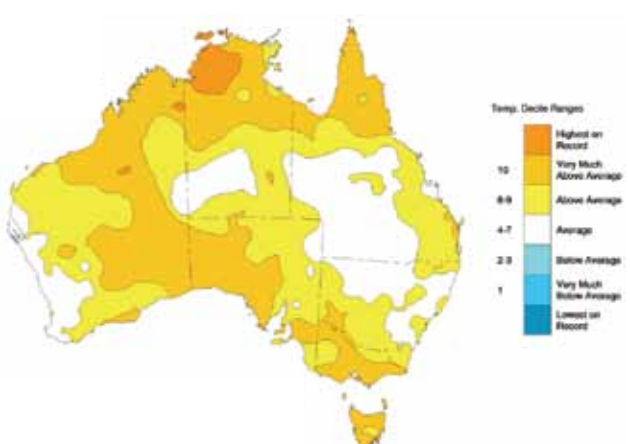 Temp. Decile Ranges
Highest on
Record
10 Very Much
Above Average
8-9 Above Average
4-7 Average
2-3 Below Average
1 Very Much
Below Average
Lowest on
Record